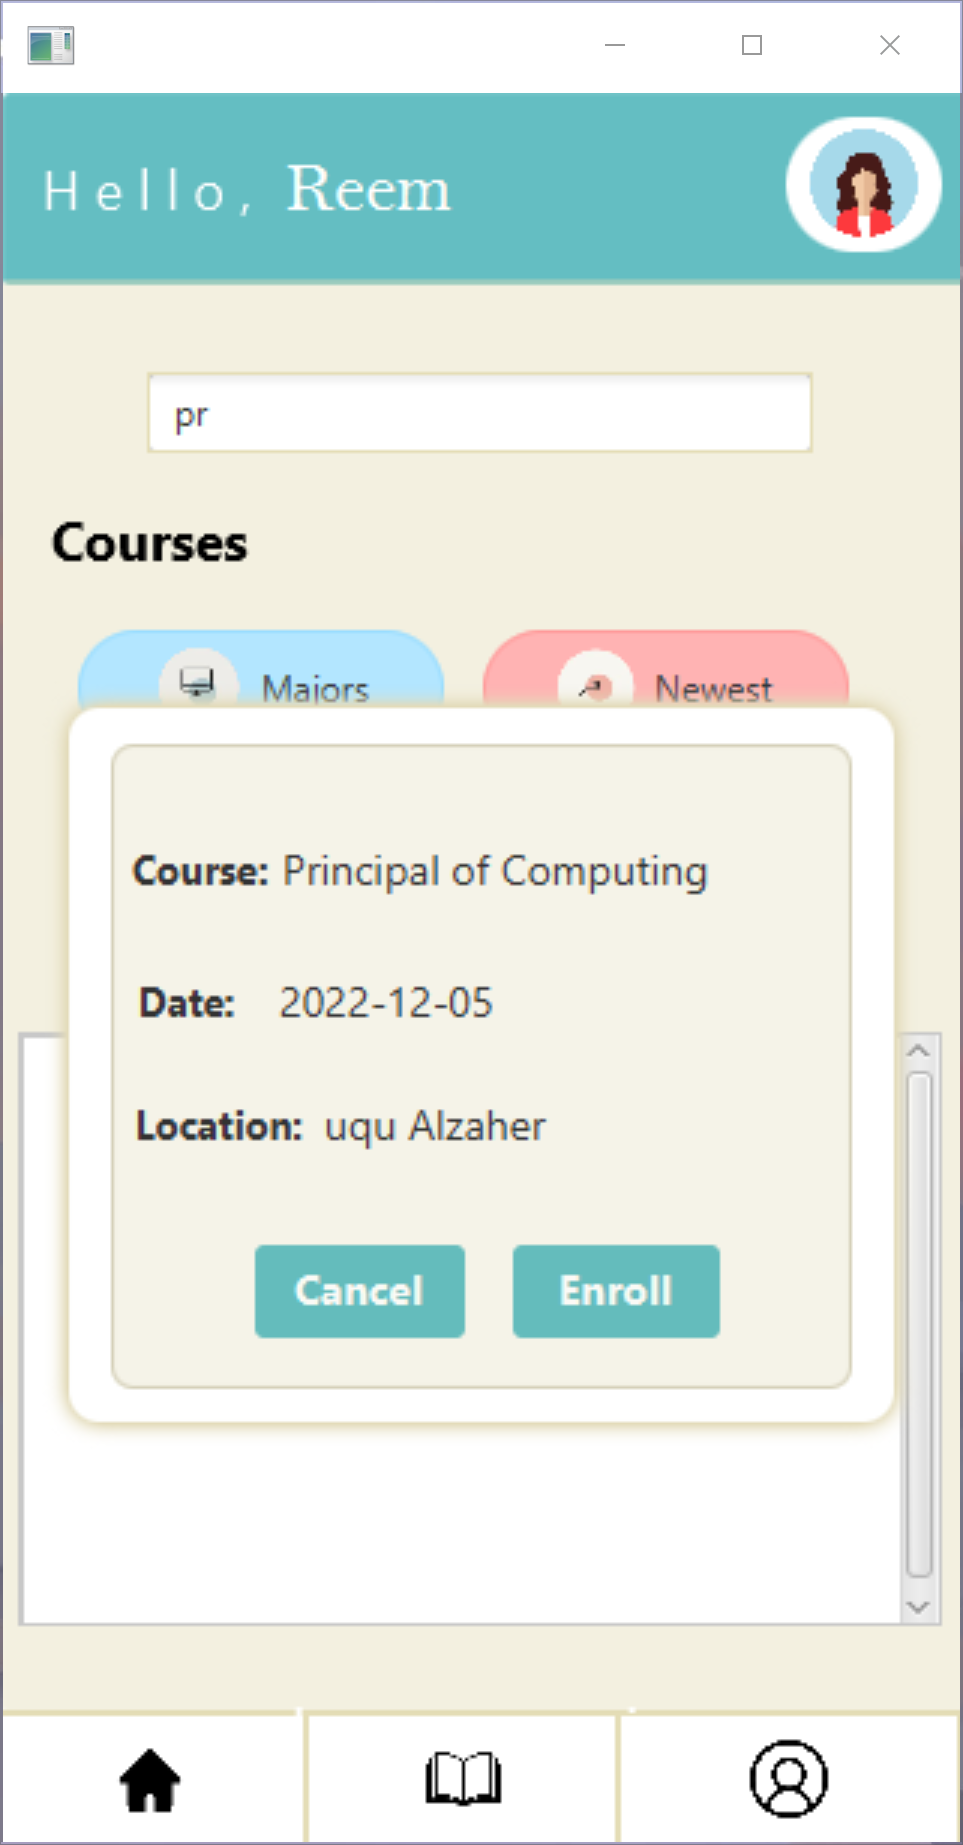 Hello, Reem
pr
Courses
Majors
Newest
Course: Principal of Computing
Date: 2022-12-05
Location: uqu Alzaher
Cancel
Enroll